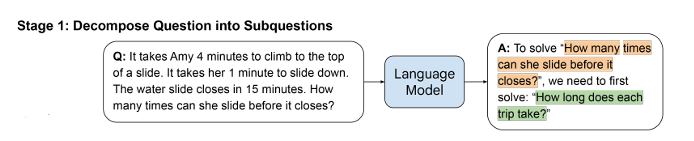 Stage 1: Decompose Question into Subquestions
Q: It takes Amy 4 minutes to climb to the top
of a slide. It takes her 1 minute to slide down.
The water slide closes in 15 minutes. How
many times can she slide before it closes?
Language
Model
A: To solve “How many times
can she slide before it
closes?”, we need to first
solve: “How long does each
trip take?”